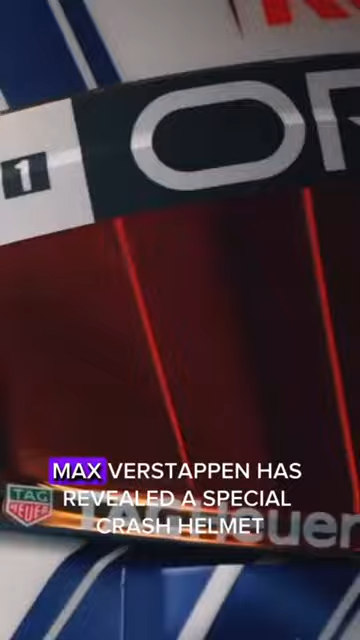 1
OR
MAX VERSTAPPEN HAS
REVEALED A SPECIAL
CRASH HELMET
TAG
HEUER